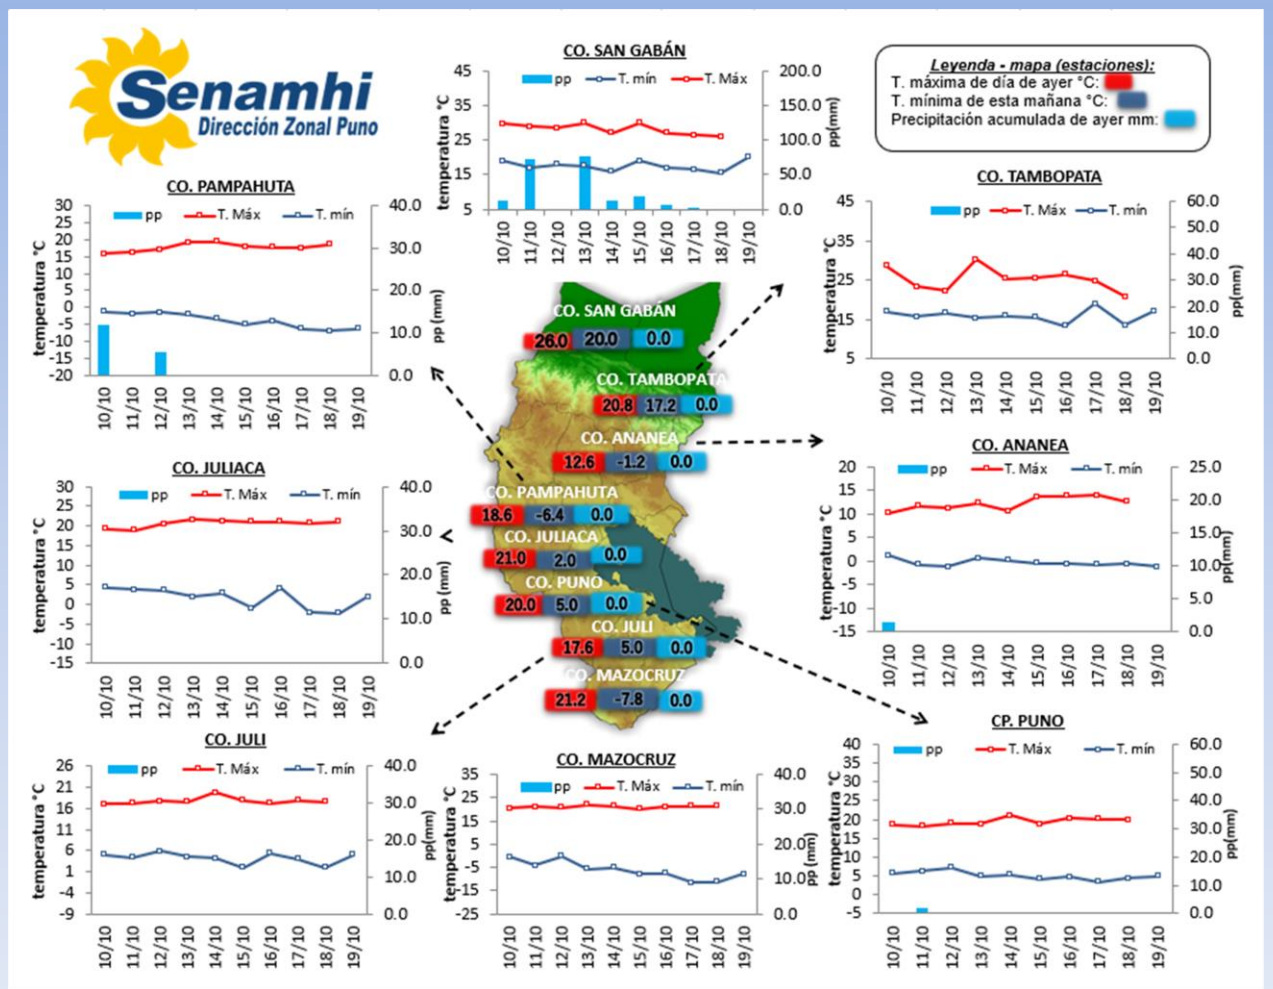 Senamhi
Dirección Zonal Puno
CO. SAN GABÁN
pp T. mín T. Máx
45
35
25
15
5
temperatura °C
200.0
150.0
100.0
50.0
0.0
pp(mm)
10/10 11/10 12/10 13/10 14/10 15/10 16/10 17/10 18/10 19/10
Leyenda - mapa (estaciones):
T. máxima de día de ayer °C:
T. mínima de esta mañana °C:
Precipitación acumulada de ayer mm:
CO. PAMPAHUTA
pp T. Máx T. mín
30
25
20
15
10
5
0
-5
-10
-15
-20
temperatura °C
40.0
30.0
20.0
10.0
0.0
pp (mm)
10/10 11/10 12/10 13/10 14/10 15/10 16/10 17/10 18/10 19/10
CO. TAMBOPATA
pp T. Máx T. mín
45
35
25
15
5
temperatura °C
60.0
50.0
40.0
30.0
20.0
10.0
0.0
pp(mm)
10/10 11/10 12/10 13/10 14/10 15/10 16/10 17/10 18/10 19/10
CO. SAN GABÁN
26.0 20.0 0.0
CO. TAMBOPATA
20.8 17.2 0.0
CO. ANANEA
12.6 -1.2 0.0
CO. PAMPAHUTA
18.6 -6.4 0.0
CO. JULIACA
21.0 2.0 0.0
CO. PUNO
20.0 5.0 0.0
CO. JULI
17.6 5.0 0.0
CO. MAZOCRUZ
21.2 -7.8 0.0
CO. JULIACA
pp T. Máx T. mín
30
25
20
15
10
5
0
-5
-10
-15
temperatura °C
40.0
30.0
20.0
10.0
0.0
pp (mm)
10/10 11/10 12/10 13/10 14/10 15/10 16/10 17/10 18/10 19/10
CO. ANANEA
pp T. Máx T. mín
20
15
10
5
0
-5
-10
-15
temperatura °C
25.0
20.0
15.0
10.0
5.0
0.0
pp(mm)
10/10 11/10 12/10 13/10 14/10 15/10 16/10 17/10 18/10 19/10
CO. JULI
pp T. Máx T. mín
26
21
16
11
6
1
-4
-9
temperatura °C
40.0
30.0
20.0
10.0
0.0
pp(mm)
10/10 11/10 12/10 13/10 14/10 15/10 16/10 17/10 18/10 19/10
CO. MAZOCRUZ
pp T. Máx T. mín
35
25
15
5
-5
-15
-25
temperatura °C
40.0
30.0
20.0
10.0
0.0
pp(mm)
10/10 11/10 12/10 13/10 14/10 15/10 16/10 17/10 18/10 19/10
CP. PUNO
pp T. Máx T. mín
40
35
30
25
20
15
10
5
0
-5
temperatura °C
60.0
50.0
40.0
30.0
20.0
10.0
0.0
pp(mm)
10/10 11/10 12/10 13/10 14/10 15/10 16/10 17/10 18/10 19/10